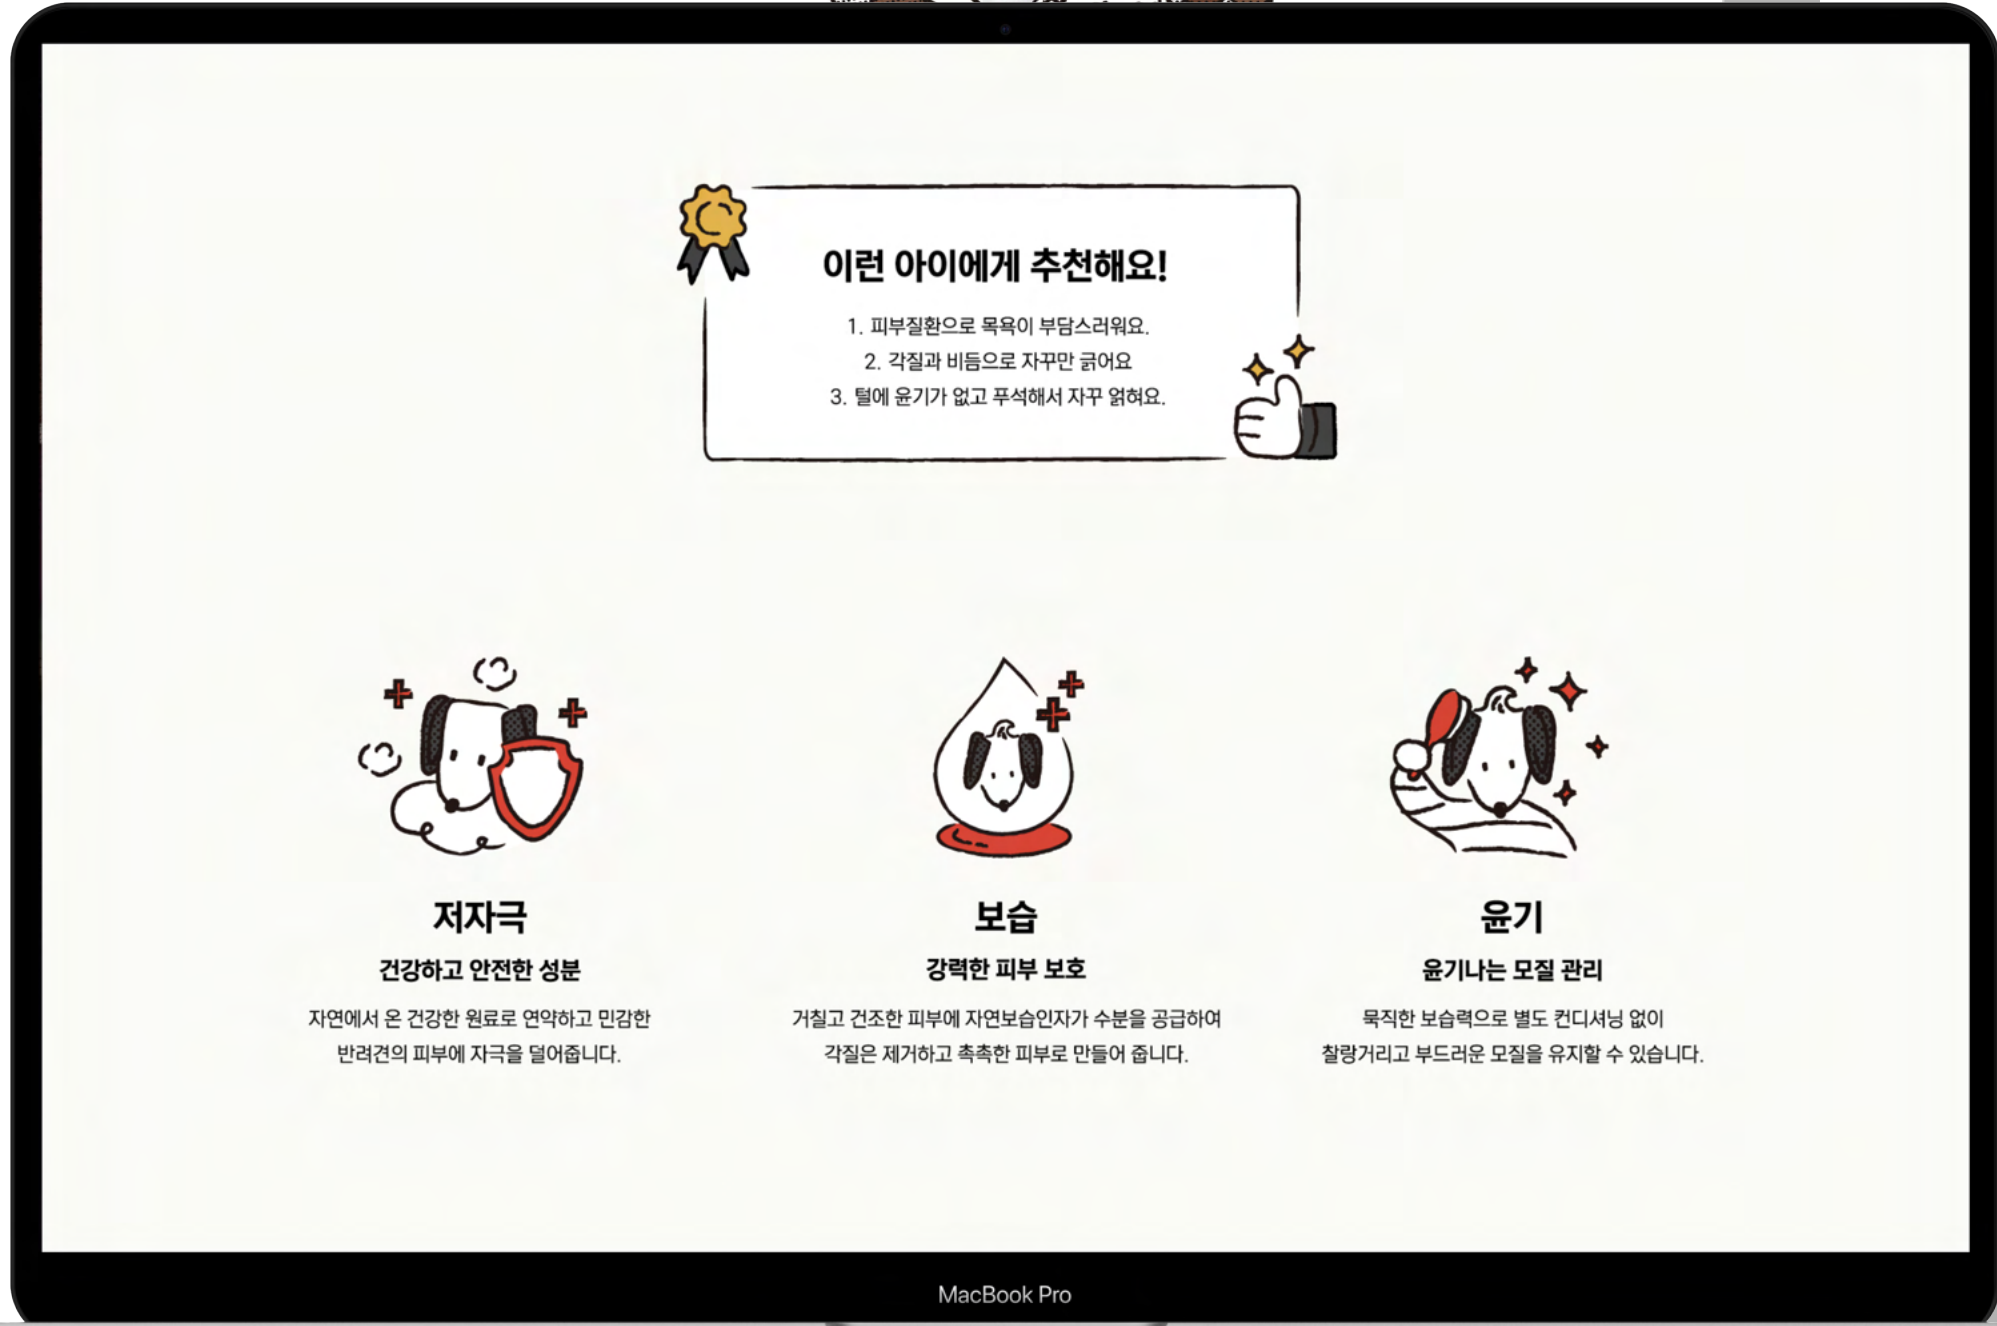 이런 아이에게 추천해요!
1. 피부질환으로 목욕이 부담스러워요.
2. 각질과 비듬으로 자꾸만 긁어요
3. 털에 윤기가 없고 푸석해서 자꾸 얽혀요.
저자극
건강하고 안전한 성분
자연에서 온 건강한 원료로 연약하고 민감한
반려견의 피부에 자극을 덜어줍니다.
보습
강력한 피부 보호
거칠고 건조한 피부에 자연보습인자가 수분을 공급하여
각질은 제거하고 촉촉한 피부로 만들어 줍니다.
윤기
윤기나는 모질 관리
묵직한 보습력으로 별도 컨디셔닝 없이
찰랑거리고 부드러운 모질을 유지할 수 있습니다.
MacBook Pro